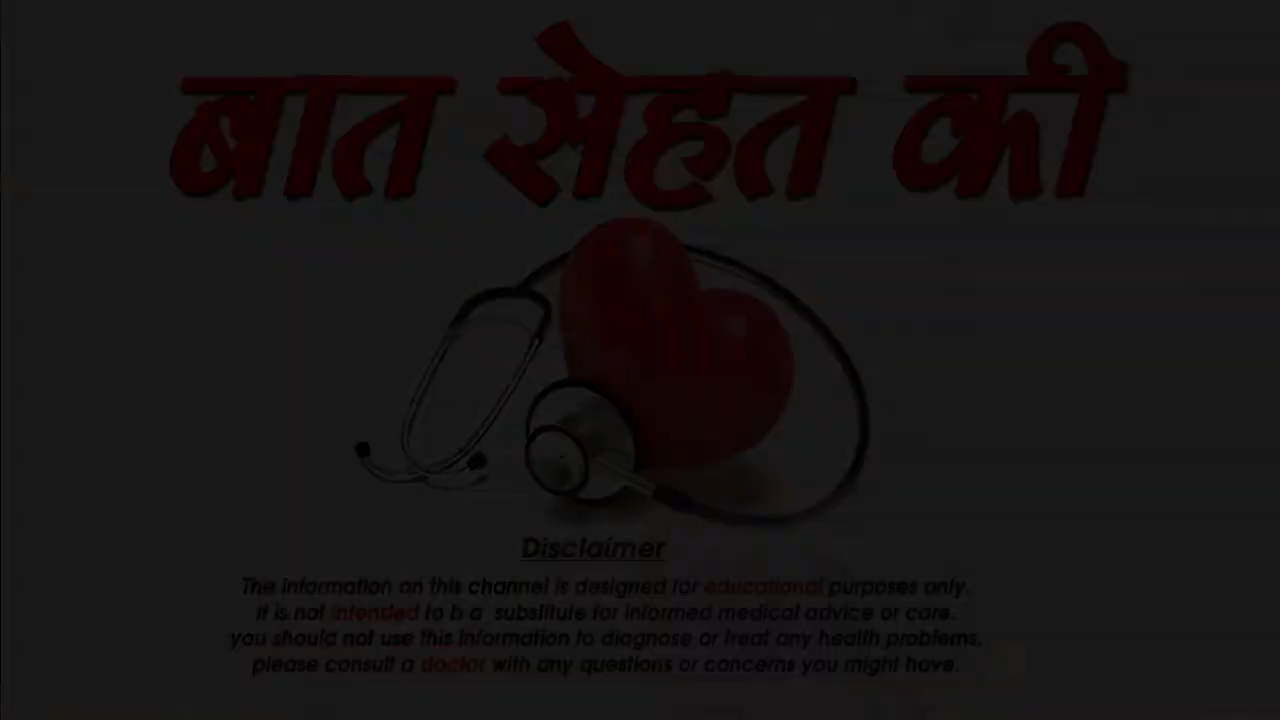 बात सेहत की
Disclaimer
The information on this channel is designed for educational purposes only.
it is not intended to b a substitute for informed medical advice or care.
you should not use this information to diagnose or treat any health problems.
please consult a doctor with any questions or concerns you might have.